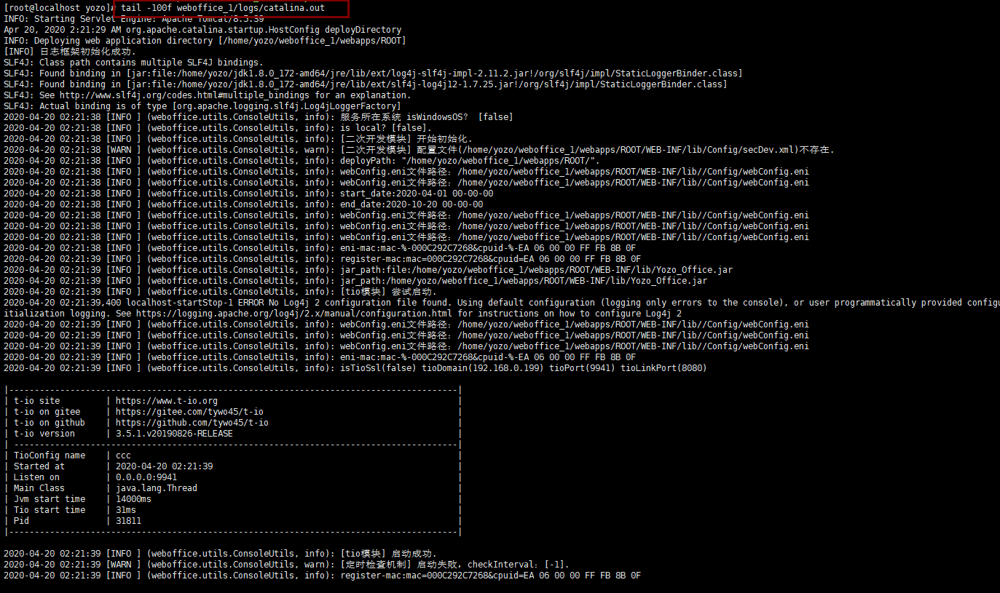 [root@localhost yozo]# tail -100f weboffice_1/logs/catalina.out
INFO: Starting Servlet Engine: Apache Tomcat/8.5.39
Apr 20, 2020 2:21:29 AM org.apache.catalina.startup.HostConfig deployDirectory
INFO: Deploying web application directory [/home/yozo/weboffice_1/webapps/ROOT]
[INFO] 日志框架初始化成功.
SLF4J: Class path contains multiple SLF4J bindings.
SLF4J: Found binding in [jar:file:/home/yozo/jdk1.8.0_172-amd64/jre/lib/ext/log4j-slf4j-impl-2.11.2.jar!/org/slf4j/impl/StaticLoggerBinder.class]
SLF4J: Found binding in [jar:file:/home/yozo/jdk1.8.0_172-amd64/jre/lib/ext/slf4j-log4j12-1.7.25.jar!/org/slf4j/impl/StaticLoggerBinder.class]
SLF4J: See http://www.slf4j.org/codes.html#multiple_bindings for an explanation.
SLF4J: Actual binding is of type [org.apache.logging.slf4j.Log4jLoggerFactory]
2020-04-20 02:21:38 [INFO ] (weboffice.utils.ConsoleUtils, info): 服务所在系统 isWindowsOS? [false]
2020-04-20 02:21:38 [INFO ] (weboffice.utils.ConsoleUtils, info): is local? [false].
2020-04-20 02:21:38 [INFO ] (weboffice.utils.ConsoleUtils, info): [二次开发模块] 开始初始化.
2020-04-20 02:21:38 [WARN ] (weboffice.utils.ConsoleUtils, warn): [二次开发模块] 配置文件(/home/yozo/weboffice_1/webapps/ROOT/WEB-INF/lib/Config/secDev.xml)不存在.
2020-04-20 02:21:38 [INFO ] (weboffice.utils.ConsoleUtils, info): deployPath: "/home/yozo/weboffice_1/webapps/ROOT/".
2020-04-20 02:21:38 [INFO ] (weboffice.utils.ConsoleUtils, info): webConfig.eni文件路径：/home/yozo/weboffice_1/webapps/ROOT/WEB-INF/lib//Config/webConfig.eni
2020-04-20 02:21:38 [INFO ] (weboffice.utils.ConsoleUtils, info): webConfig.eni文件路径：/home/yozo/weboffice_1/webapps/ROOT/WEB-INF/lib//Config/webConfig.eni
2020-04-20 02:21:38 [INFO ] (weboffice.utils.ConsoleUtils, info): start_date:2020-04-01 00-00-00
2020-04-20 02:21:38 [INFO ] (weboffice.utils.ConsoleUtils, info): end_date:2020-10-20 00-00-00
2020-04-20 02:21:38 [INFO ] (weboffice.utils.ConsoleUtils, info): webConfig.eni文件路径：/home/yozo/weboffice_1/webapps/ROOT/WEB-INF/lib//Config/webConfig.eni
2020-04-20 02:21:38 [INFO ] (weboffice.utils.ConsoleUtils, info): webConfig.eni文件路径：/home/yozo/weboffice_1/webapps/ROOT/WEB-INF/lib//Config/webConfig.eni
2020-04-20 02:21:38 [INFO ] (weboffice.utils.ConsoleUtils, info): webConfig.eni文件路径：/home/yozo/weboffice_1/webapps/ROOT/WEB-INF/lib//Config/webConfig.eni
2020-04-20 02:21:38 [INFO ] (weboffice.utils.ConsoleUtils, info): eni-mac:mac-%-000C292C7268&cpuid-%-EA 06 00 00 FF FB 8B 0F
2020-04-20 02:21:39 [INFO ] (weboffice.utils.ConsoleUtils, info): register-mac:mac=000C292C7268&cpuid=EA 06 00 00 FF FB 8B 0F
2020-04-20 02:21:39 [INFO ] (weboffice.utils.ConsoleUtils, info): jar_path:file:/home/yozo/weboffice_1/webapps/ROOT/WEB-INF/lib/Yozo_Office.jar
2020-04-20 02:21:39 [INFO ] (weboffice.utils.ConsoleUtils, info): jar_path:/home/yozo/weboffice_1/webapps/ROOT/WEB-INF/lib/Yozo_Office.jar
2020-04-20 02:21:39 [INFO ] (weboffice.utils.ConsoleUtils, info): [tio模块] 尝试启动.
2020-04-20 02:21:39,400 localhost-startStop-1 ERROR No Log4j 2 configuration file found. Using default configuration (logging only errors to the console), or user programmatically provided configu
itialization logging. See https://logging.apache.org/log4j/2.x/manual/configuration.html for instructions on how to configure Log4j 2
2020-04-20 02:21:39 [INFO ] (weboffice.utils.ConsoleUtils, info): webConfig.eni文件路径：/home/yozo/weboffice_1/webapps/ROOT/WEB-INF/lib//Config/webConfig.eni
2020-04-20 02:21:39 [INFO ] (weboffice.utils.ConsoleUtils, info): webConfig.eni文件路径：/home/yozo/weboffice_1/webapps/ROOT/WEB-INF/lib//Config/webConfig.eni
2020-04-20 02:21:39 [INFO ] (weboffice.utils.ConsoleUtils, info): webConfig.eni文件路径：/home/yozo/weboffice_1/webapps/ROOT/WEB-INF/lib//Config/webConfig.eni
2020-04-20 02:21:39 [INFO ] (weboffice.utils.ConsoleUtils, info): eni-mac:mac-%-000C292C7268&cpuid-%-EA 06 00 00 FF FB 8B 0F
2020-04-20 02:21:39 [INFO ] (weboffice.utils.ConsoleUtils, info): isTioSsl(false) tioDomain(192.168.0.199) tioPort(9941) tioLinkPort(8080)
|----------------------------------------------------------------------------------------|
| t-io site | https://www.t-io.org |
| t-io on gitee | https://gitee.com/tywo45/t-io |
| t-io on github | https://github.com/tywo45/t-io |
| t-io version | 3.5.1.v20190826-RELEASE |
| ---------------------------------------------------------------------------------------|
| TioConfig name | ccc |
| Started at | 2020-04-20 02:21:39 |
| Listen on | 0.0.0.0:9941 |
| Main Class | java.lang.Thread |
| Jvm start time | 14000ms |
| Tio start time | 31ms |
| Pid | 31811 |
|----------------------------------------------------------------------------------------|
2020-04-20 02:21:39 [INFO ] (weboffice.utils.ConsoleUtils, info): [tio模块] 启动成功.
2020-04-20 02:21:39 [WARN ] (weboffice.utils.ConsoleUtils, warn): [定时检查机制] 启动失败，checkInterval：[-1].
2020-04-20 02:21:39 [INFO ] (weboffice.utils.ConsoleUtils, info): register-mac:mac=000C292C7268&cpuid=EA 06 00 00 FF FB 8B 0F